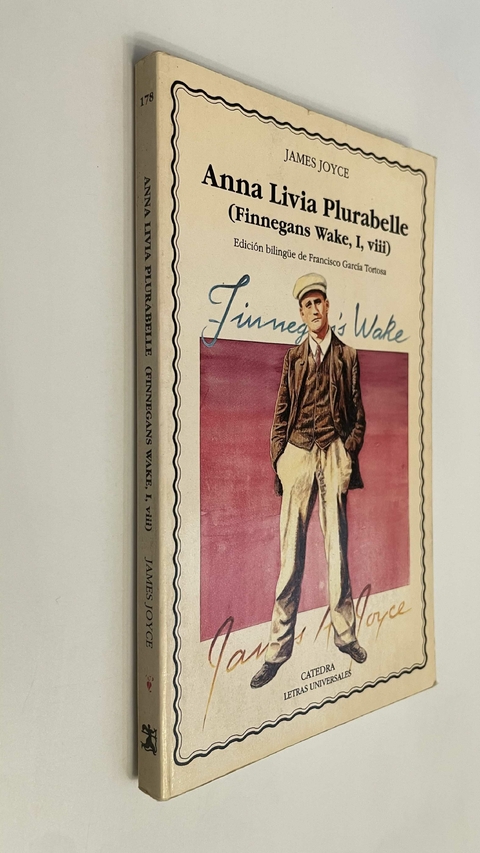 178
ANNA LIVIA PLURABELLE (FINNEGANS WAKE, I, viii)
JAMES JOYCE
JAMES JOYCE
Anna Livia Plurabelle
(Finnegans Wake, I, viii)
Edición bilingüe de Francisco García Tortosa
Finnegan's Wake
James A. Joyce
CATEDRA
LETRAS UNIVERSALES